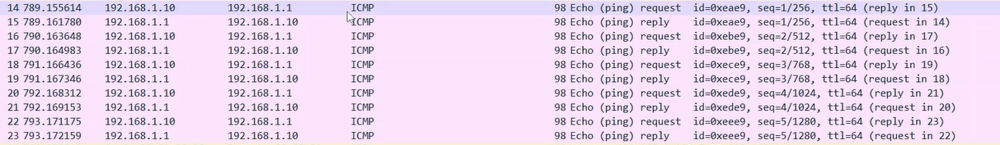 14 789.155614 192.168.1.10 192.168.1.1 ICMP 98 Echo (ping) request id=0xeae9, seq=1/256, ttl=64 (reply in 15)
15 789.161780 192.168.1.1 192.168.1.10 ICMP 98 Echo (ping) reply id=0xeae9, seq=1/256, ttl=64 (request in 14)
16 790.163648 192.168.1.10 192.168.1.1 ICMP 98 Echo (ping) request id=0xebe9, seq=2/512, ttl=64 (reply in 17)
17 790.164983 192.168.1.1 192.168.1.10 ICMP 98 Echo (ping) reply id=0xebe9, seq=2/512, ttl=64 (request in 16)
18 791.166436 192.168.1.10 192.168.1.1 ICMP 98 Echo (ping) request id=0xece9, seq=3/768, ttl=64 (reply in 19)
19 791.167346 192.168.1.1 192.168.1.10 ICMP 98 Echo (ping) reply id=0xece9, seq=3/768, ttl=64 (request in 18)
20 792.168312 192.168.1.10 192.168.1.1 ICMP 98 Echo (ping) request id=0xede9, seq=4/1024, ttl=64 (reply in 21)
21 792.169153 192.168.1.1 192.168.1.10 ICMP 98 Echo (ping) reply id=0xede9, seq=4/1024, ttl=64 (request in 20)
22 793.171175 192.168.1.10 192.168.1.1 ICMP 98 Echo (ping) request id=0xeee9, seq=5/1280, ttl=64 (reply in 23)
23 793.172159 192.168.1.1 192.168.1.10 ICMP 98 Echo (ping) reply id=0xeee9, seq=5/1280, ttl=64 (request in 22)